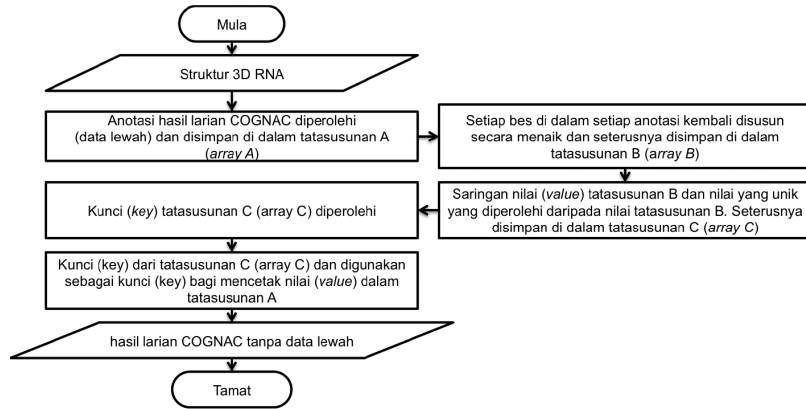 Mula
Struktur 3D RNA
Anotasi hasil larian COGNAC diperolehi
(data lewah) dan disimpan di dalam tatasusunan A
(array A)
Setiap bes di dalam setiap anotasi kembali disusun
secara menaik dan seterusnya disimpan di dalam
tatasusunan B (array B)
Saringan nilai (value) tatasusunan B dan nilai yang unik
yang diperolehi daripada nilai tatasusunan B. Seterusnya
disimpan di dalam tatasusunan C (array C)
Kunci (key) tatasusunan C (array C) diperolehi
Kunci (key) dari tatasusunan C (array C) dan digunakan
sebagai kunci (key) bagi mencetak nilai (value) dalam
tatasusunan A
hasil larian COGNAC tanpa data lewah
Tamat